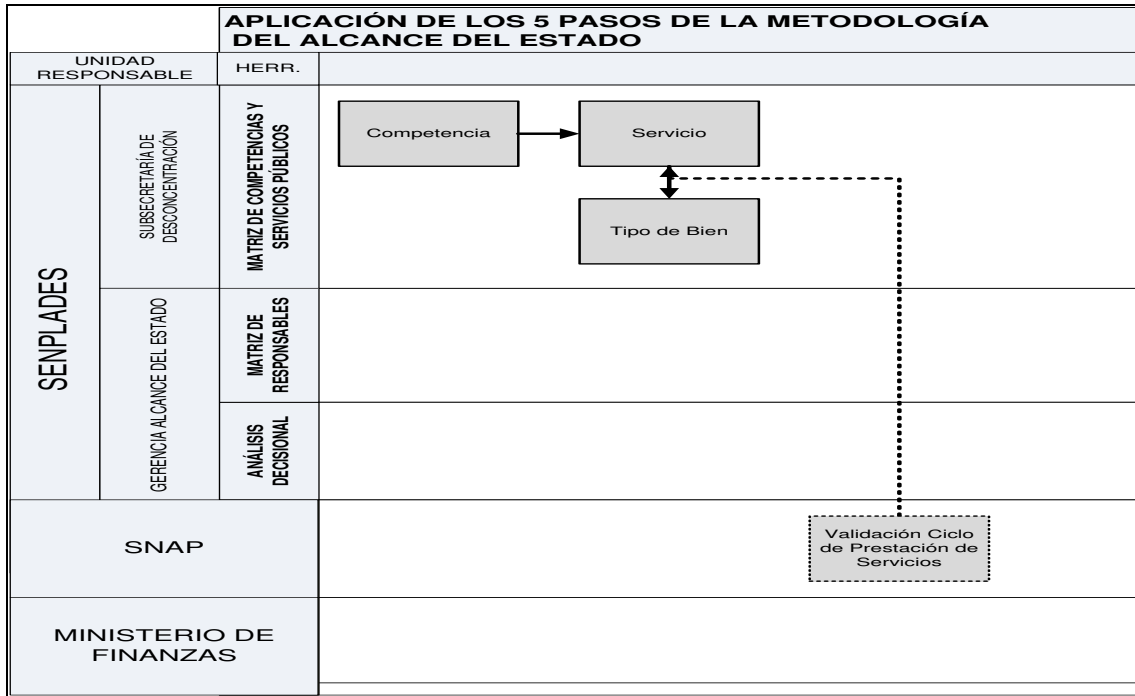 APLICACIÓN DE LOS 5 PASOS DE LA METODOLOGÍA
DEL ALCANCE DEL ESTADO
UNIDAD
RESPONSABLE
HERR.
SENPLADES
SUBSECRETARÍA DE
DESCONCENTRACIÓN
MATRIZ DE COMPETENCIAS Y
SERVICIOS PÚBLICOS
Competencia
Servicio
Tipo de Bien
GERENCIA ALCANCE DEL ESTADO
MATRIZ DE
RESPONSABLES
ANÁLISIS
DECISIONAL
SNAP
Validación Ciclo
de Prestación de
Servicios
MINISTERIO DE
FINANZAS